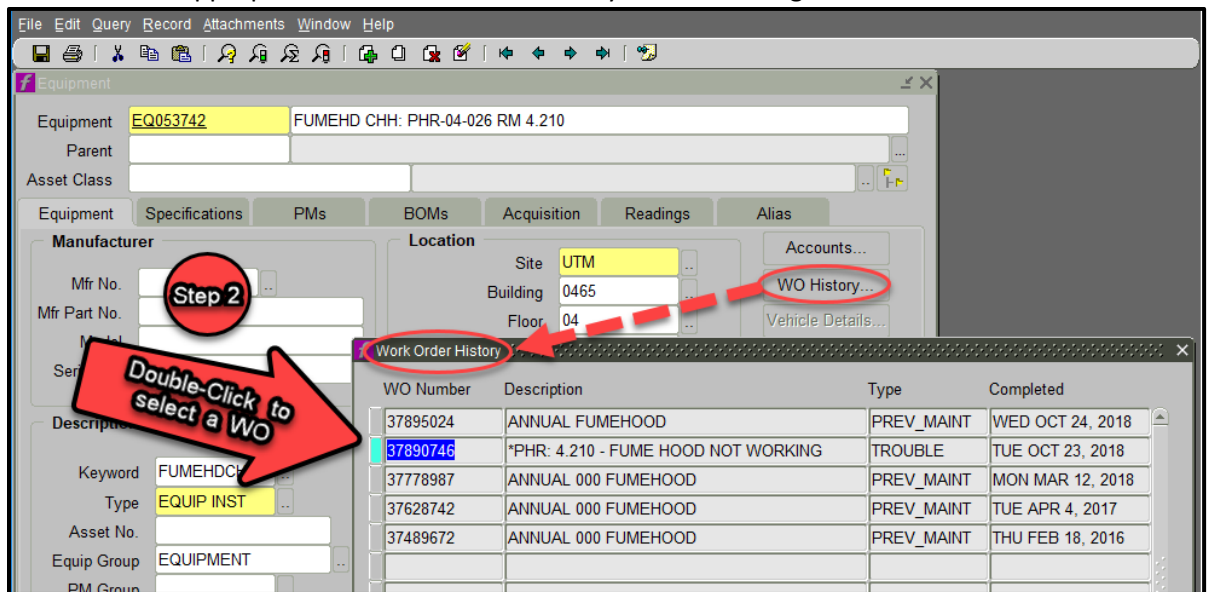 File Edit Query Record Attachments Window Help
Equipment
Equipment EQ053742 FUMEHD CHH: PHR-04-026 RM 4.210
Parent ...
Asset Class ..
Equipment Specifications PMs BOMs Acquisition Readings Alias
Manufacturer Location Accounts...
Site UTM ..
Mfr No. .. WO History...
Step 2 Building 0465 ..
Mfr Part No. Vehicle Details...
Floor 04 ..
Work Order History
Double-Click to
select a WO
WO Number Description Type Completed
37895024 ANNUAL FUMEHOOD PREV_MAINT WED OCT 24, 2018
37890746 *PHR: 4.210 - FUME HOOD NOT WORKING TROUBLE TUE OCT 23, 2018
37778987 ANNUAL 000 FUMEHOOD PREV_MAINT MON MAR 12, 2018
37628742 ANNUAL 000 FUMEHOOD PREV_MAINT TUE APR 4, 2017
37489672 ANNUAL 000 FUMEHOOD PREV_MAINT THU FEB 18, 2016
Keyword ..
Type EQUIP INST ..
Asset No.
Equip Group EQUIPMENT ..
PM Group